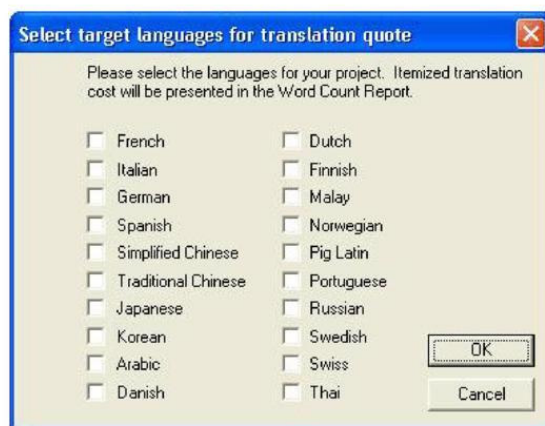 Select target languages for translation quote
Please select the languages for your project. Itemized translation
cost will be presented in the Word Count Report.
French
Italian
German
Spanish
Simplified Chinese
Traditional Chinese
Japanese
Korean
Arabic
Danish
Dutch
Finnish
Malay
Norwegian
Pig Latin
Portuguese
Russian
Swedish
Swiss
Thai
OK
Cancel